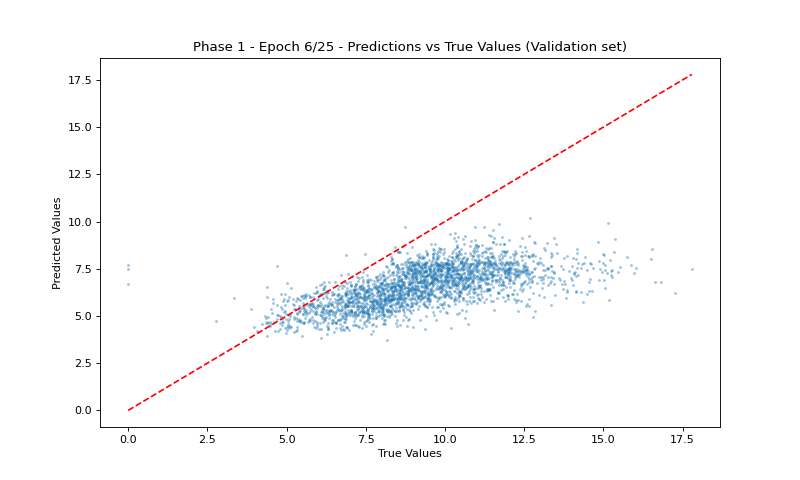 Phase 1 - Epoch 6/25 - Predictions vs True Values (Validation set)
17.5
15.0
12.5
10.0
7.5
5.0
2.5
0.0
Predicted Values
0.0 2.5 5.0 7.5 10.0 12.5 15.0 17.5
True Values